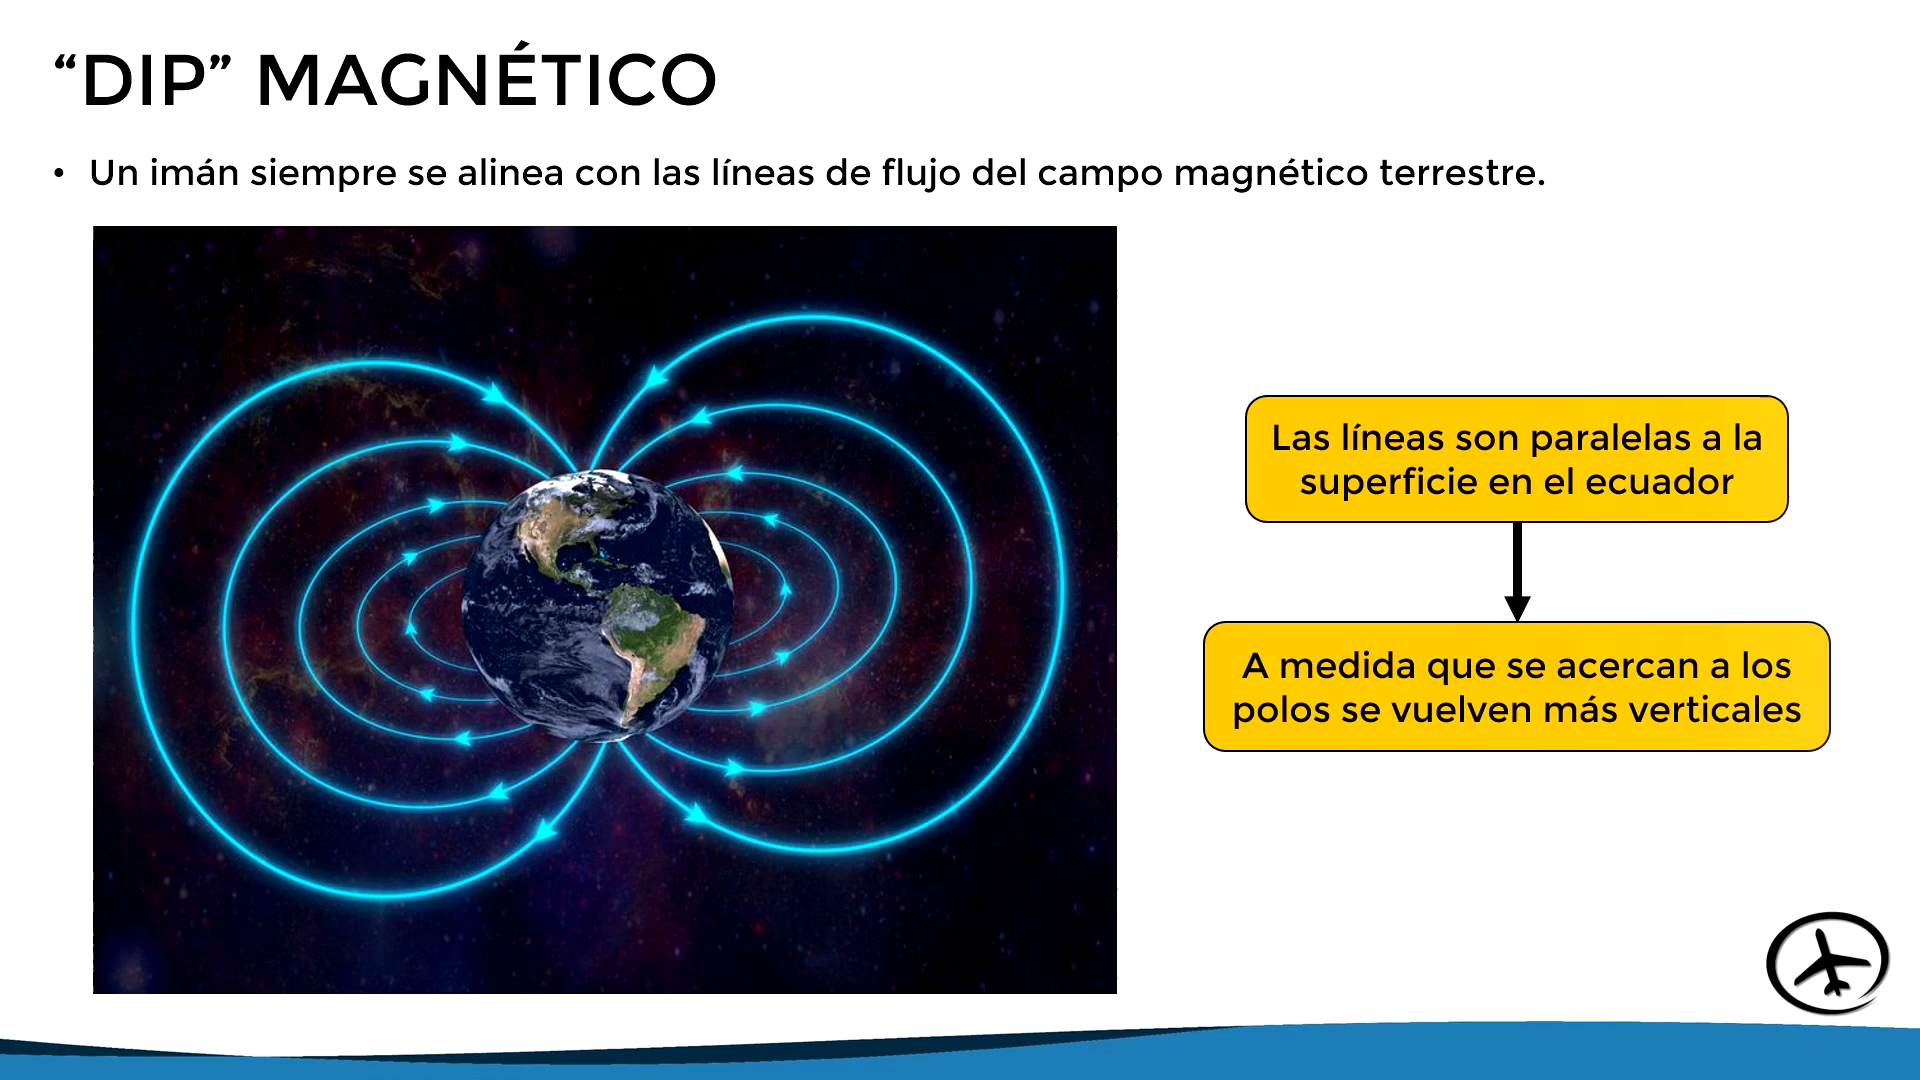 “DIP” MAGNÉTICO
• Un imán siempre se alinea con las líneas de flujo del campo magnético terrestre.
Las líneas son paralelas a la
superficie en el ecuador
A medida que se acercan a los
polos se vuelven más verticales